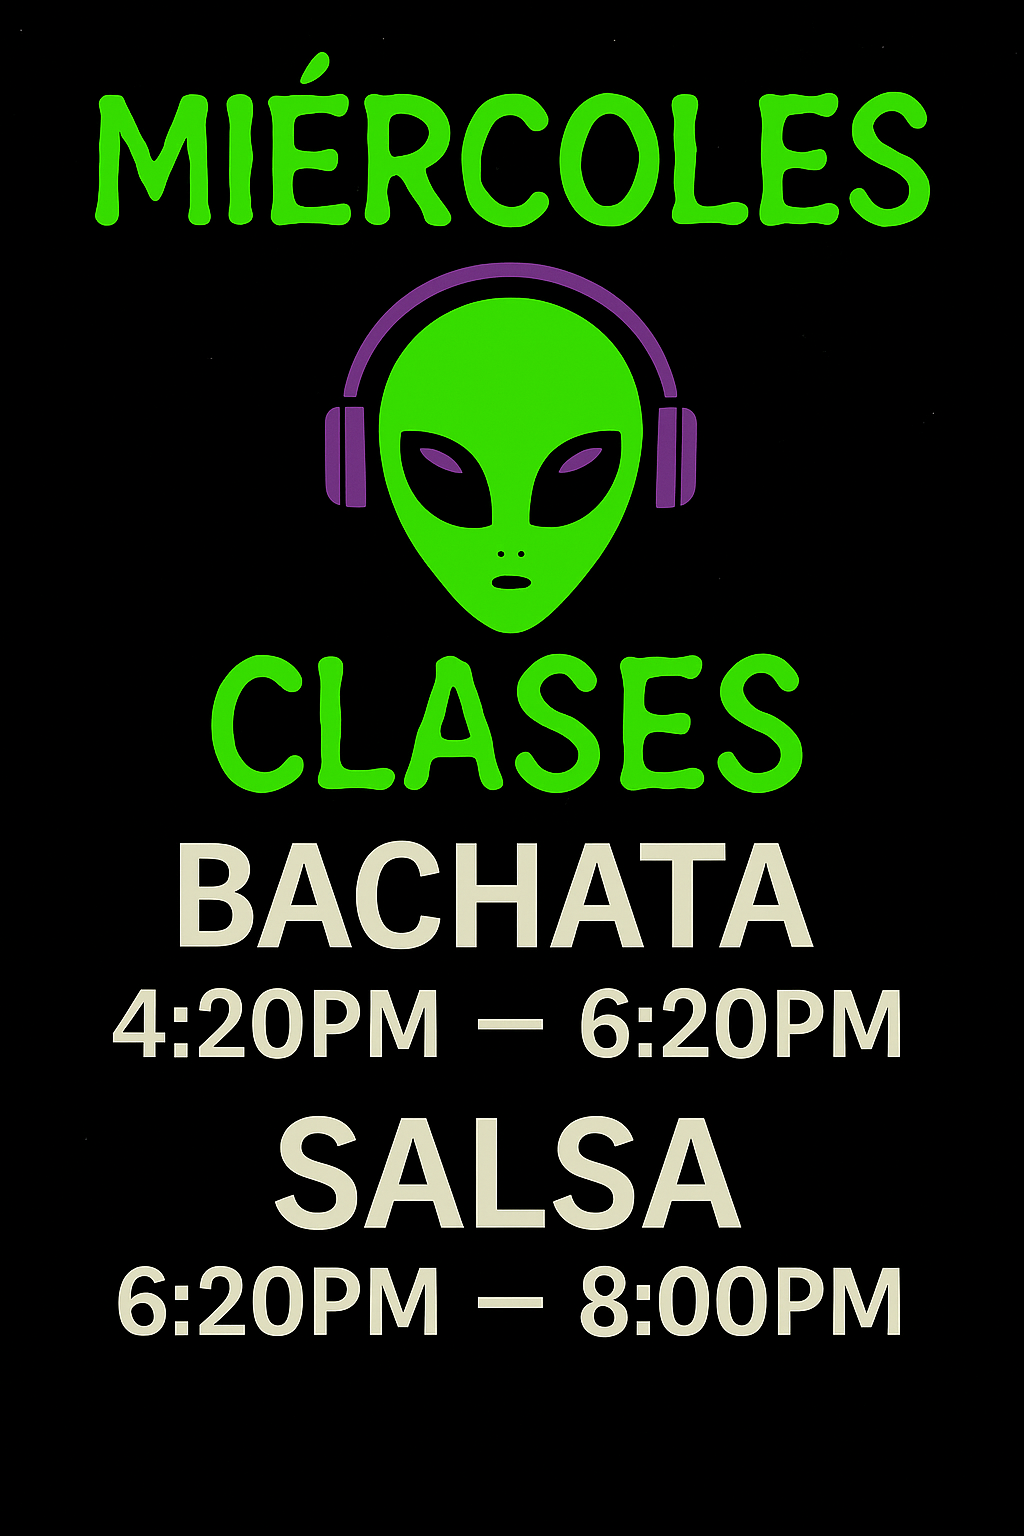 MIÉRCOLES
CLASES
BACHATA
4:20PM — 6:20PM
SALSA
6:20PM — 8:00PM